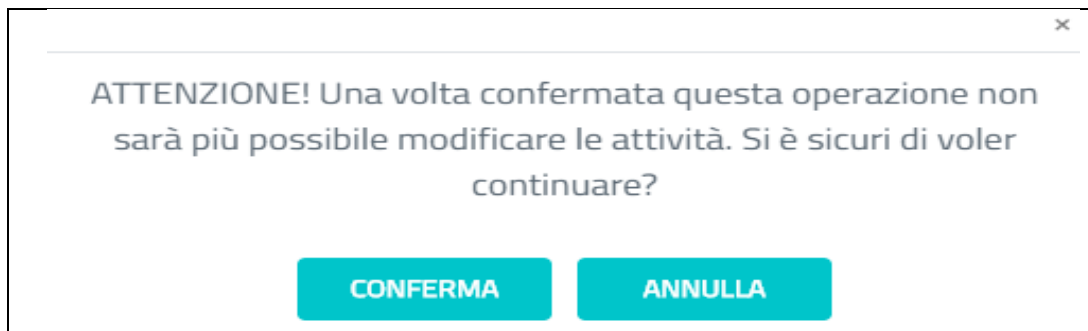 ×
ATTENZIONE! Una volta confermata questa operazione non
sarà più possibile modificare le attività. Si è sicuri di voler
continuare?
CONFERMA ANNULLA